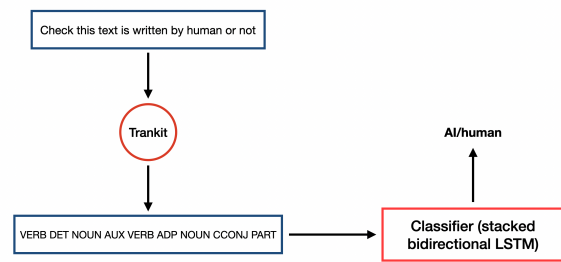 Check this text is written by human or not
Trankit
AI/human
VERB DET NOUN AUX VERB ADP NOUN CCONJ PART
Classifier (stacked
bidirectional LSTM)